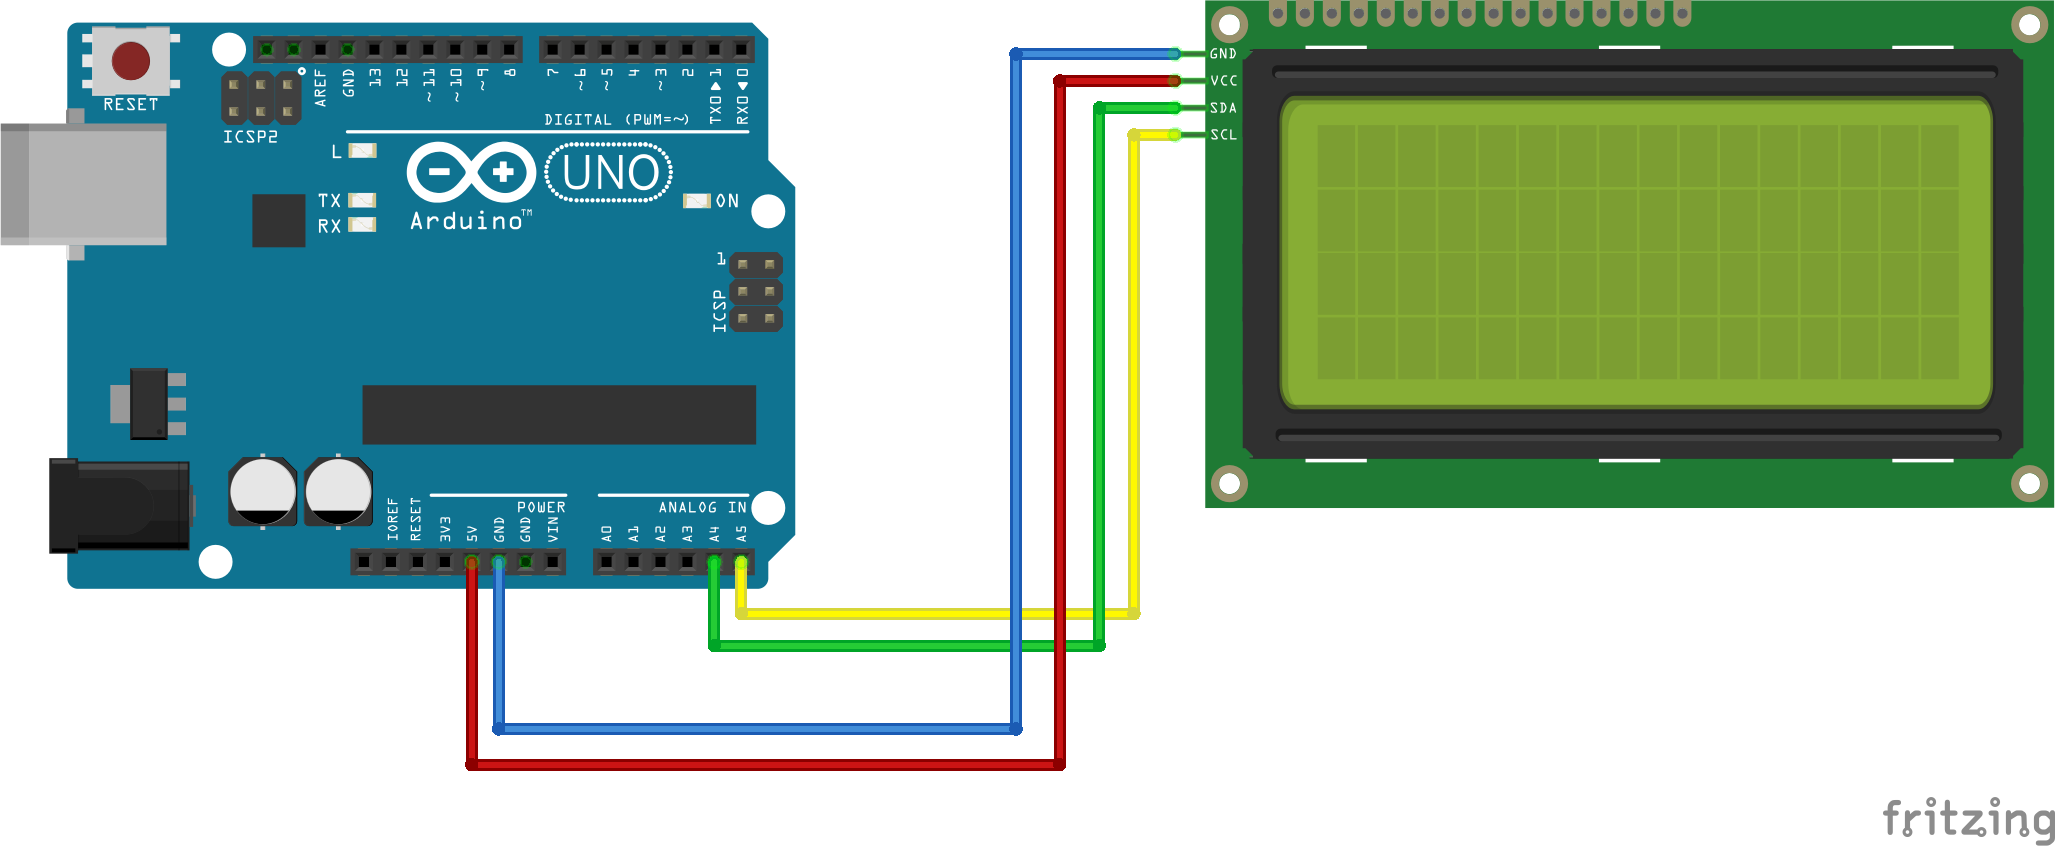 RESET
ICSP2
AREF
GND
13
12
~11
~10
~9
8
7
~6
~5
4
~3
2
TX0▶1
RX0◀0
DIGITAL (PWM=~)
L
TX
RX
UNO
Arduino™
ON
1
ICSP
POWER
ANALOG IN
IOREF
RESET
3V3
5V
GND
GND
VIN
A0
A1
A2
A3
A4
A5
GND
VCC
SDA
SCL
fritzing